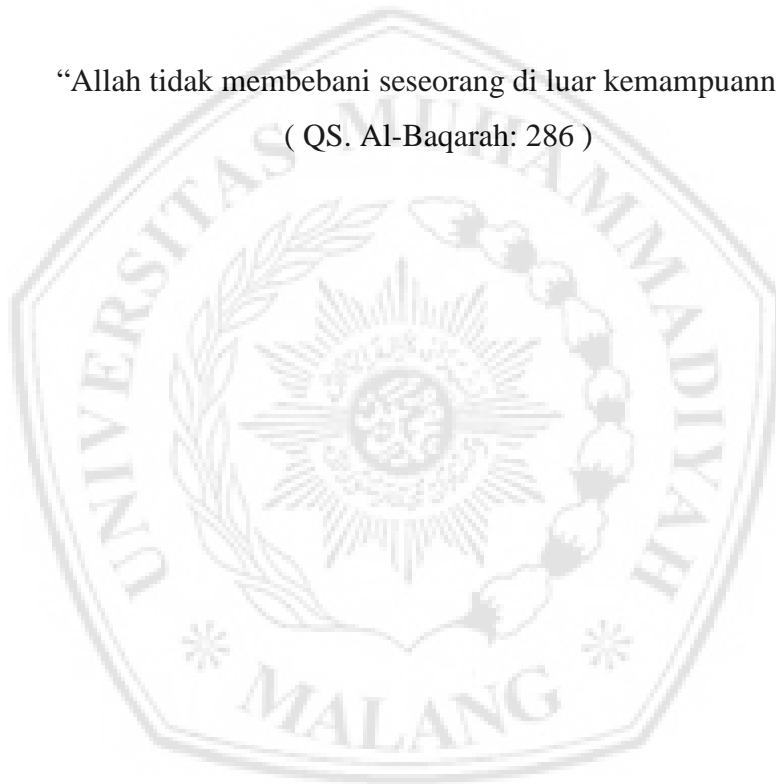 “Allah tidak membebani seseorang di luar kemampuann
( QS. Al-Baqarah: 286 )
UNIVERSITAS MUHAMMADIYAH
MALANG